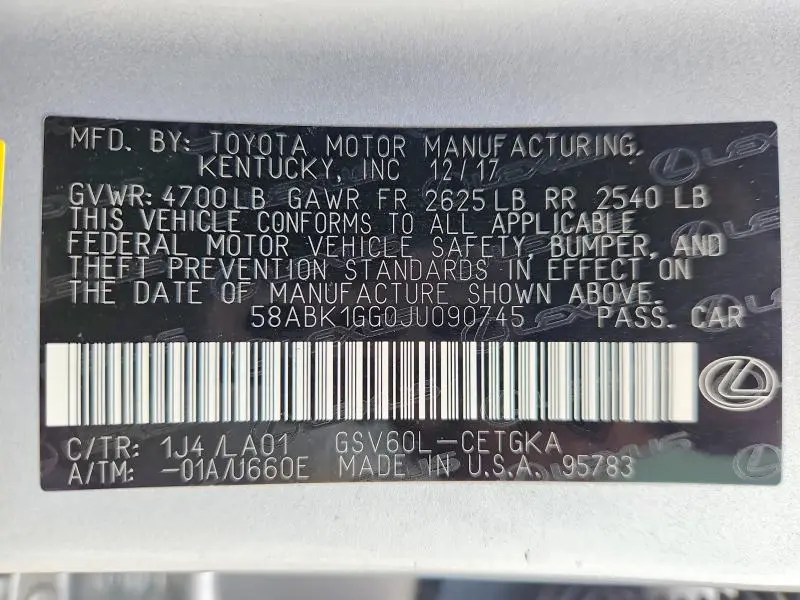 MFD. BY: TOYOTA MOTOR MANUFACTURING,
KENTUCKY, INC 12/17
GVWR: 4700LB GAWR FR 2625LB RR 2540 LB
THIS VEHICLE CONFORMS TO ALL APPLICABLE
FEDERAL MOTOR VEHICLE SAFETY, BUMPER, AND
THEFT PREVENTION STANDARDS IN EFFECT ON
THE DATE OF MANUFACTURE SHOWN ABOVE.
58ABK1GG0JU090745 PASS. CAR
C/TR: 1J4/LA01 GSV60L-CETGKA
A/TM: -01A/U660E MADE IN U.S.A. 95783
LEXUS